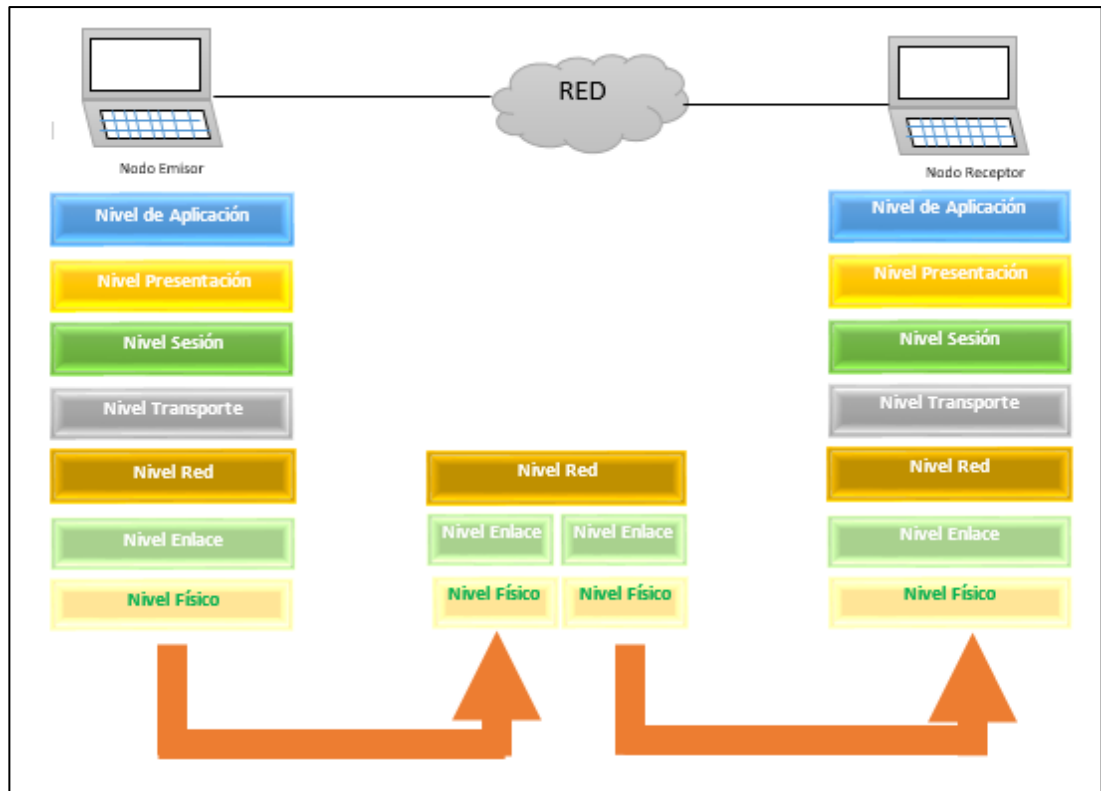 RED
Nodo Emisor
Nodo Receptor
Nivel de Aplicación
Nivel Presentación
Nivel Sesión
Nivel Transporte
Nivel Red
Nivel Enlace
Nivel Físico
Nivel Red
Nivel Enlace
Nivel Enlace
Nivel Físico
Nivel Físico
Nivel de Aplicación
Nivel Presentación
Nivel Sesión
Nivel Transporte
Nivel Red
Nivel Enlace
Nivel Físico